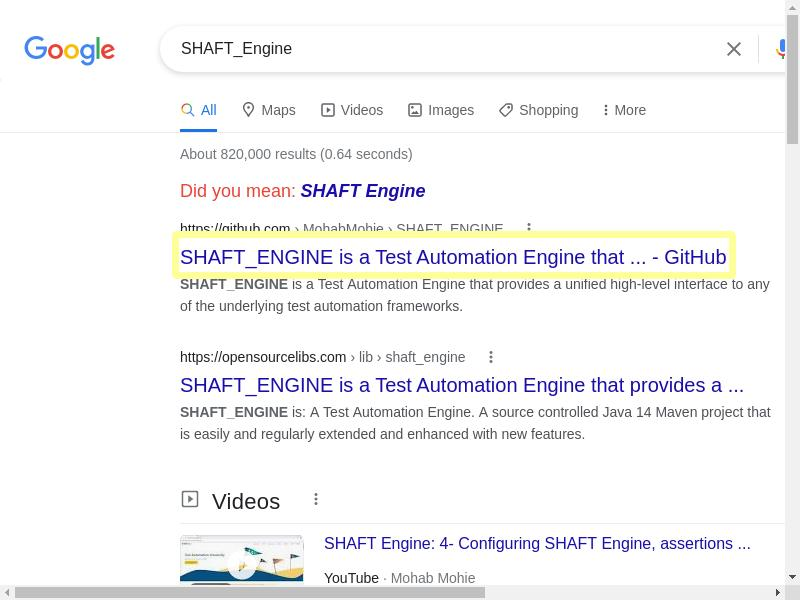 Google
SHAFT_Engine
All
Maps
Videos
Images
Shopping
More
About 820,000 results (0.64 seconds)
Did you mean: SHAFT Engine
https://github.com › MohabMohie › SHAFT_ENGINE
SHAFT_ENGINE is a Test Automation Engine that ... - GitHub
SHAFT_ENGINE is a Test Automation Engine that provides a unified high-level interface to any
of the underlying test automation frameworks.
https://opensourcelibs.com › lib › shaft_engine
SHAFT_ENGINE is a Test Automation Engine that provides a ...
SHAFT_ENGINE is: A Test Automation Engine. A source controlled Java 14 Maven project that
is easily and regularly extended and enhanced with new features.
Videos
SHAFT Engine: 4- Configuring SHAFT Engine, assertions ...
YouTube · Mohab Mohie